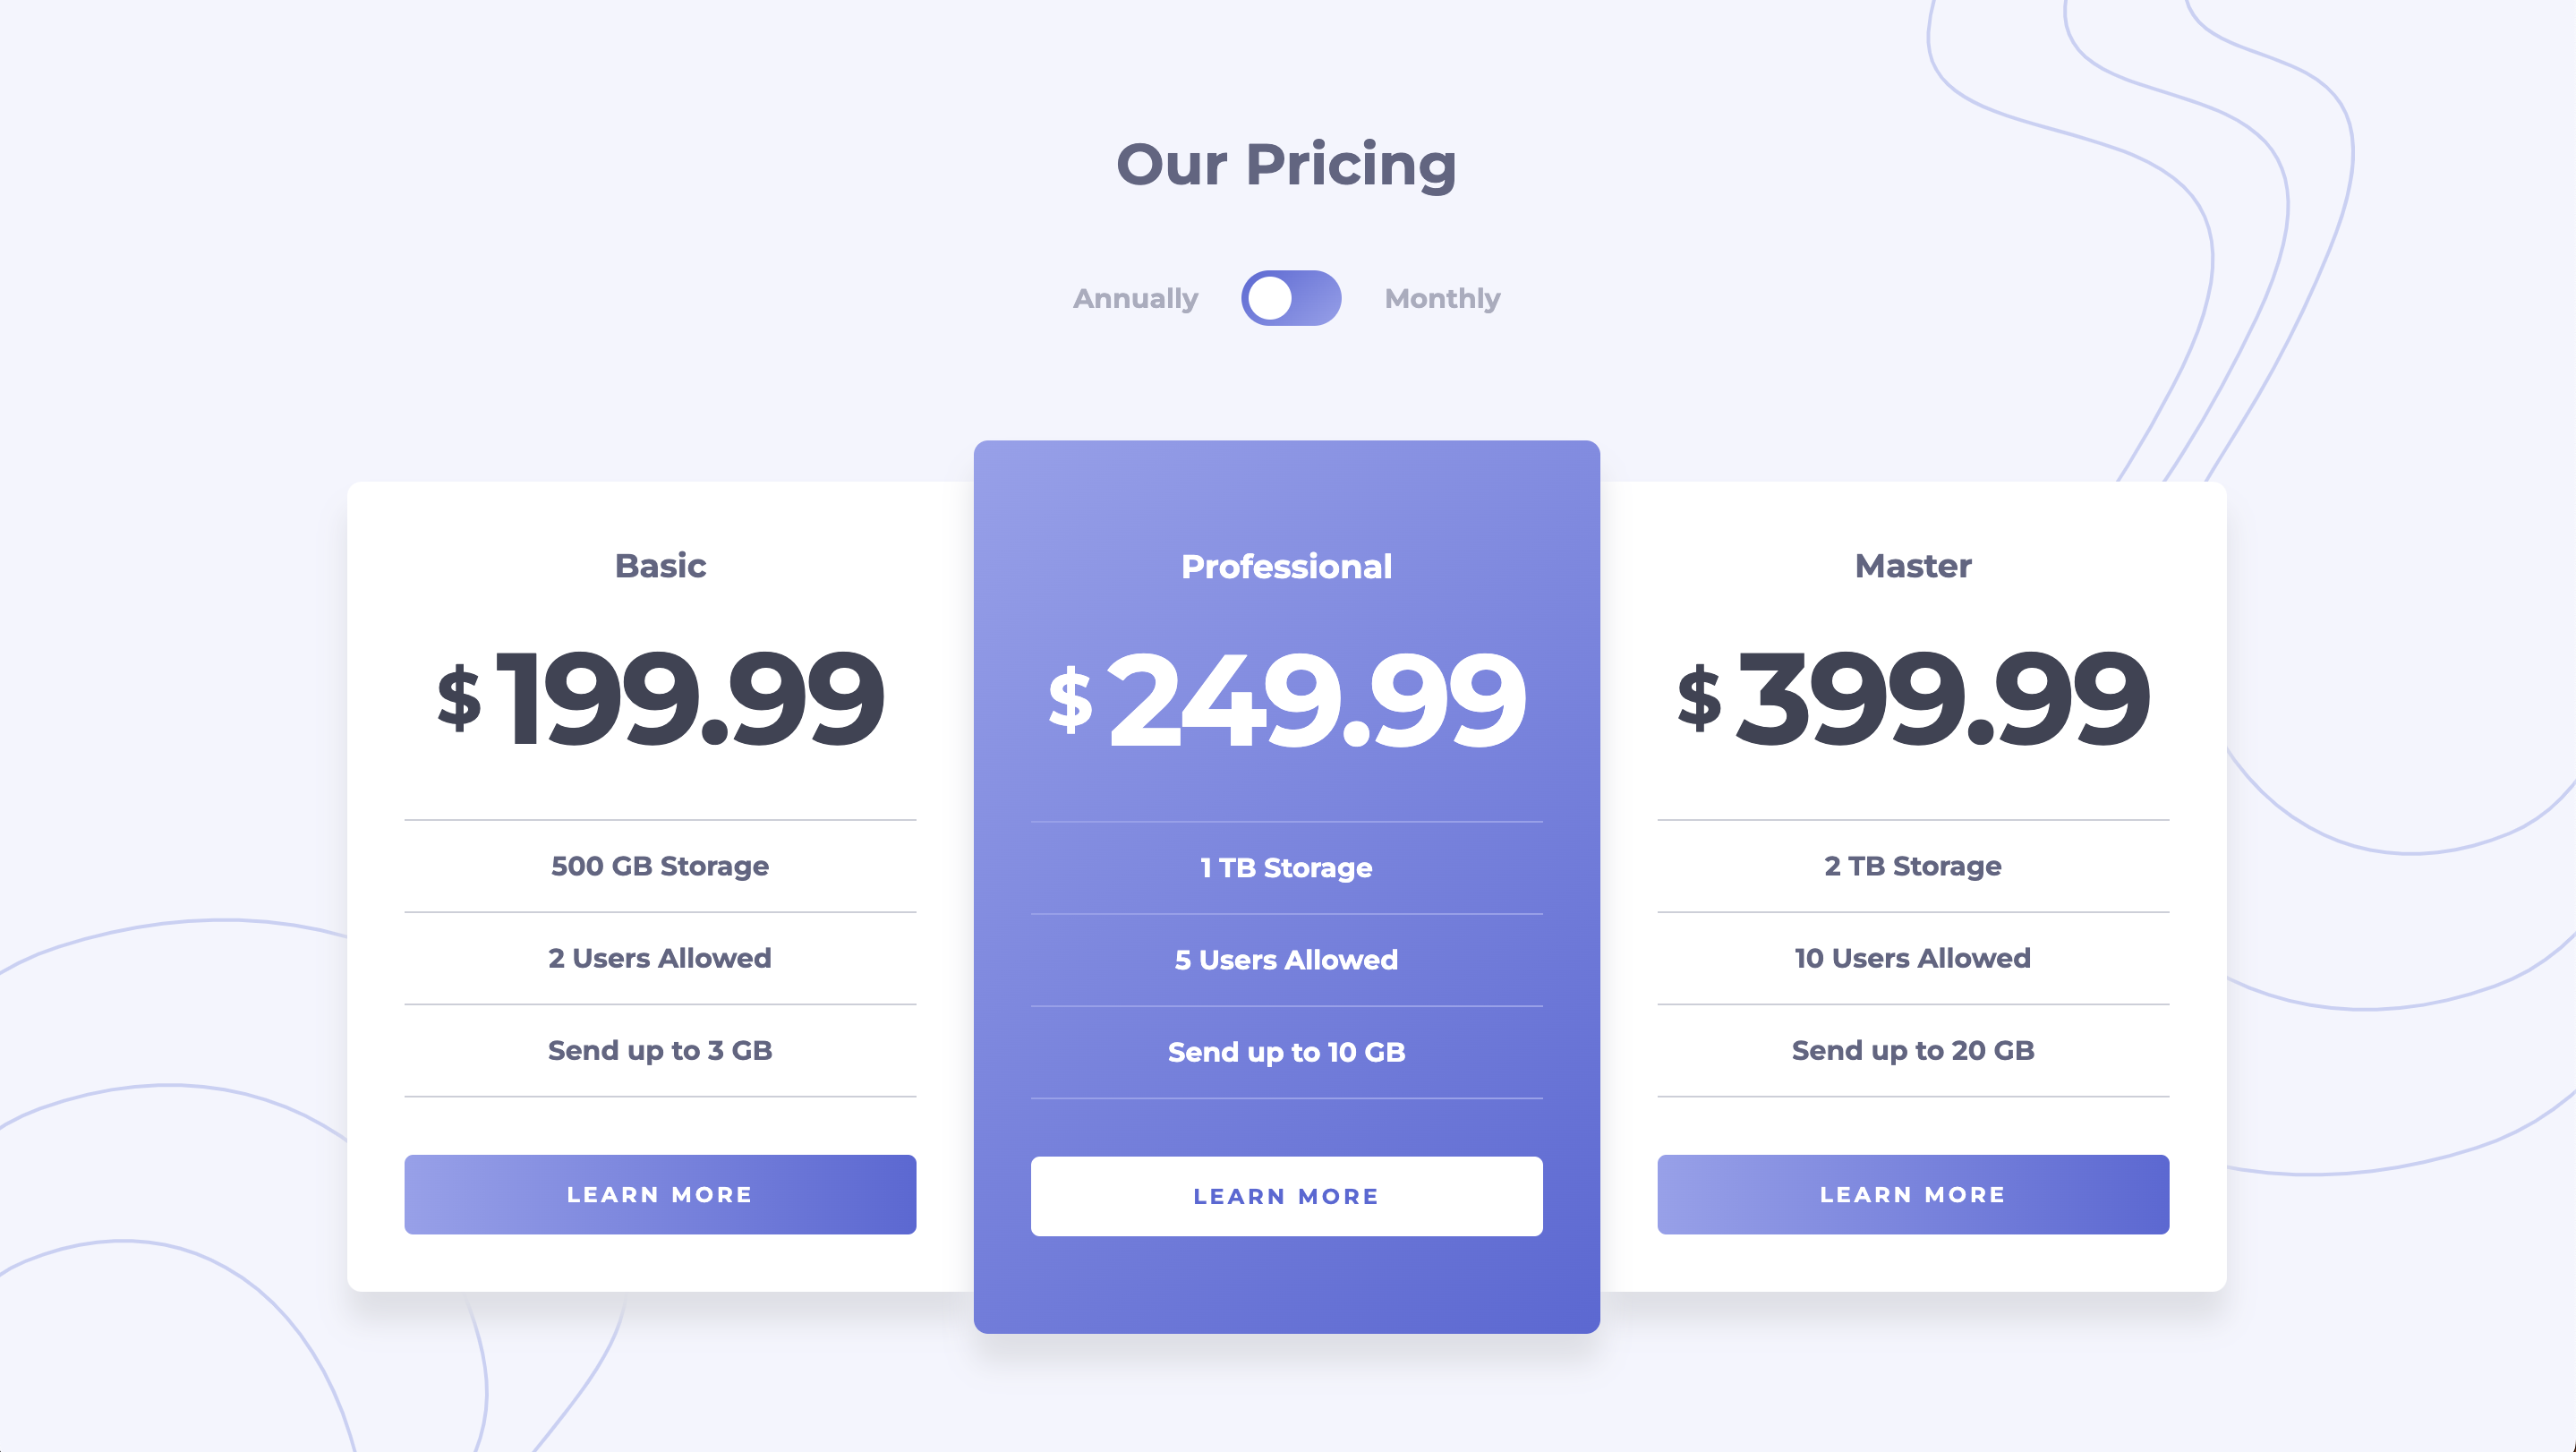 Our Pricing
Annually Monthly
Basic
$199.99
500 GB Storage
2 Users Allowed
Send up to 3 GB
LEARN MORE
Professional
$249.99
1 TB Storage
5 Users Allowed
Send up to 10 GB
LEARN MORE
Master
$399.99
2 TB Storage
10 Users Allowed
Send up to 20 GB
LEARN MORE